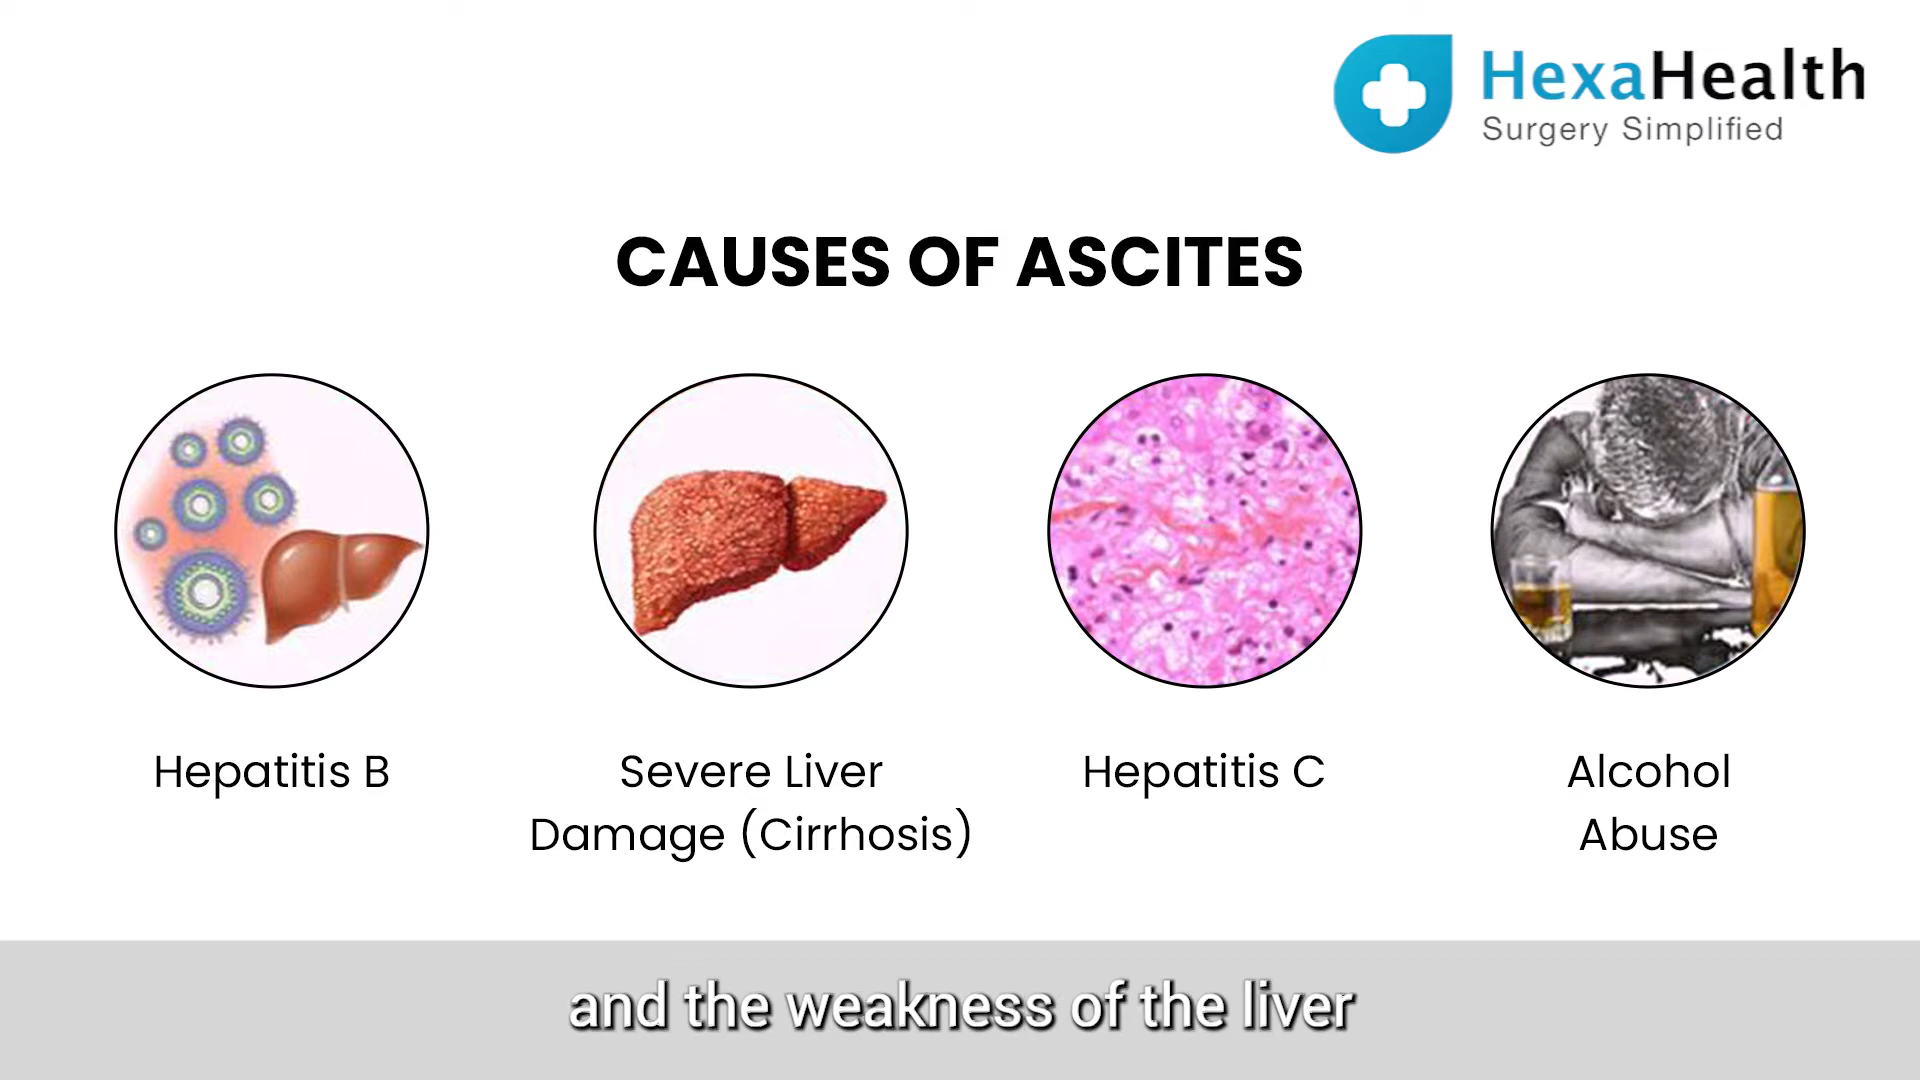 HexaHealth
Surgery Simplified
CAUSES OF ASCITES
Hepatitis B
Severe Liver
Damage (Cirrhosis)
Hepatitis C
Alcohol
Abuse
and the weakness of the liver